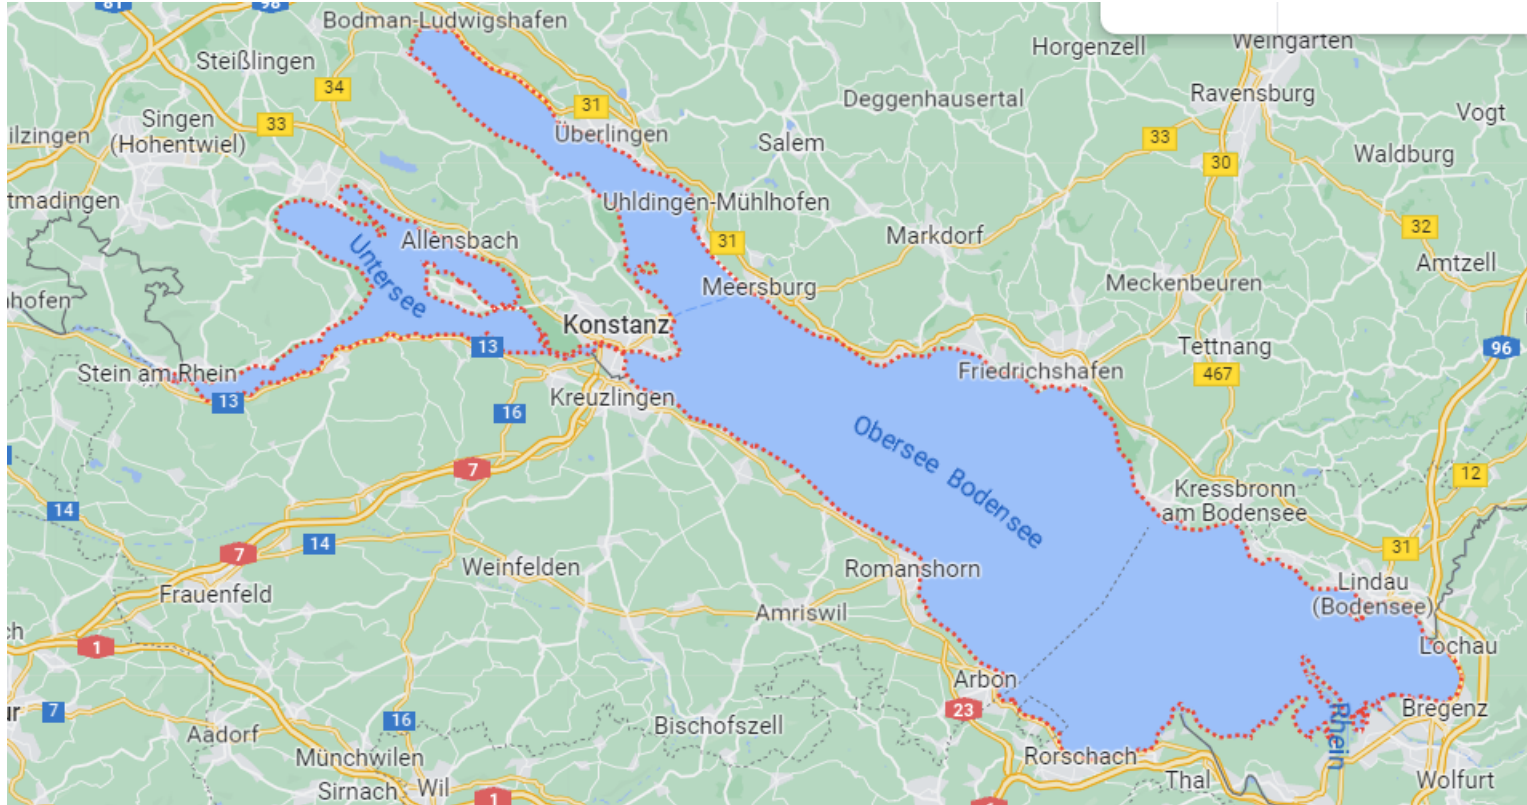 81
98
Bodman-Ludwigshafen
Horgenzell
Weingarten
Steißlingen
34
31
Deggenhausertal
Ravensburg
Vogt
Singen
(Hohentwiel)
33
ilzingen
Überlingen
Salem
33
30
Waldburg
tmadingen
Uhldingen-Mühlhofen
32
Allensbach
31
Markdorf
Amtzell
Untersee
Meersburg
Meckenbeuren
hofen
Konstanz
13
Tettnang
96
Stein am Rhein
Friedrichshafen
467
13
Kreuzlingen
16
Obersee Bodensee
7
12
14
Kressbronn
am Bodensee
14
7
31
Weinfelden
Romanshorn
Lindau
(Bodensee)
Frauenfeld
Amriswil
ch
1
Lochau
Arbon
ur
7
16
23
Bregenz
Bischofszell
Rhein
Aadorf
Münchwilen
Rorschach
Thal
Wolfurt
Sirnach
Wil
1